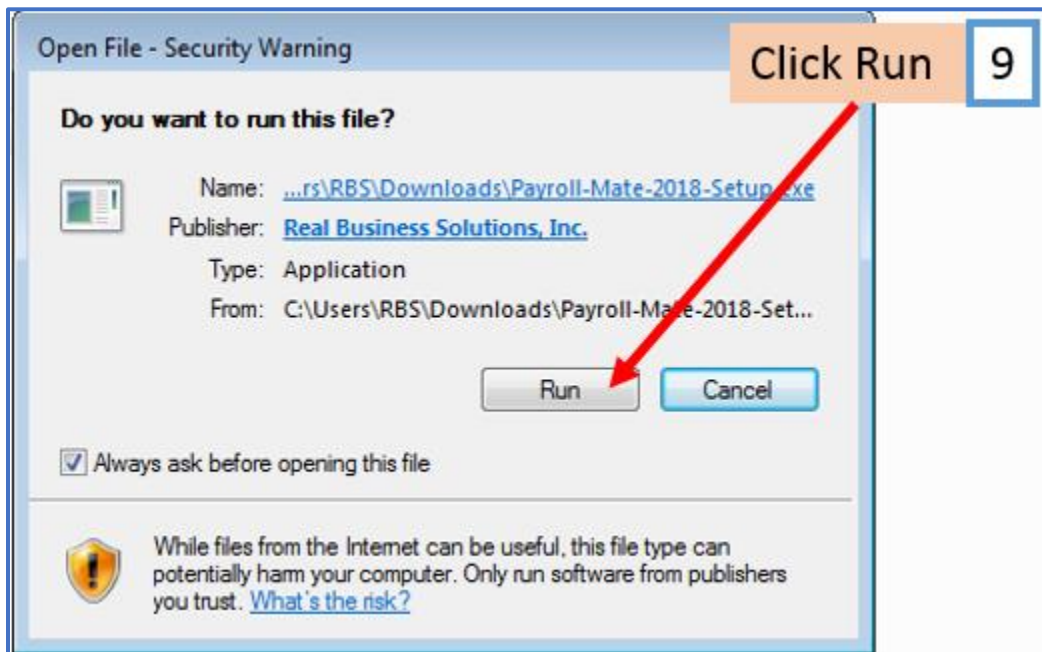 Open File - Security Warning
Click Run
9
Do you want to run this file?
Name: ...rs\RBS\Downloads\Payroll-Mate-2018-Setup.exe
Publisher: Real Business Solutions, Inc.
Type: Application
From: C:\Users\RBS\Downloads\Payroll-Mate-2018-Set...
Run
Cancel
Always ask before opening this file
While files from the Internet can be useful, this file type can
potentially harm your computer. Only run software from publishers
you trust. What's the risk?